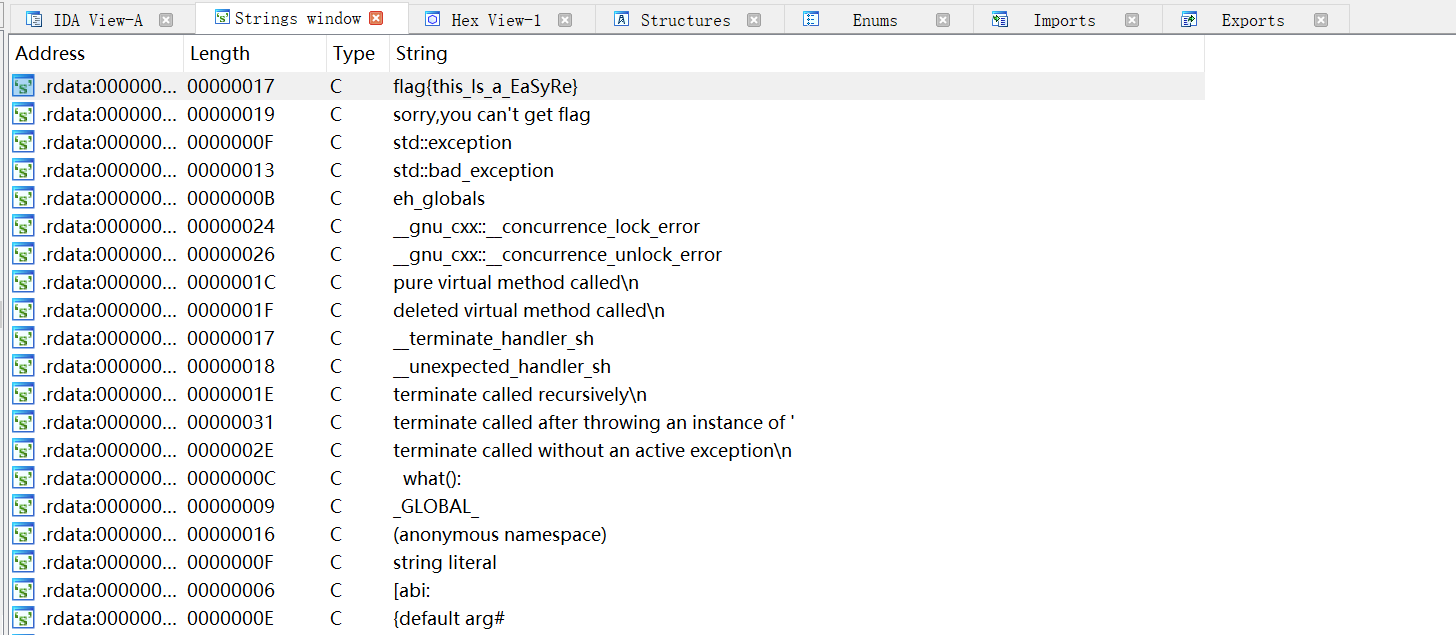 IDA View-A Strings window Hex View-1 Structures Enums Imports Exports
Address Length Type String
.rdata:000000... 00000017 C flag{this_Is_a_EaSyRe}
.rdata:000000... 00000019 C sorry,you can't get flag
.rdata:000000... 0000000F C std::exception
.rdata:000000... 00000013 C std::bad_exception
.rdata:000000... 0000000B C eh_globals
.rdata:000000... 00000024 C __gnu_cxx::__concurrence_lock_error
.rdata:000000... 00000026 C __gnu_cxx::__concurrence_unlock_error
.rdata:000000... 0000001C C pure virtual method called\n
.rdata:000000... 0000001F C deleted virtual method called\n
.rdata:000000... 00000017 C __terminate_handler_sh
.rdata:000000... 00000018 C __unexpected_handler_sh
.rdata:000000... 0000001E C terminate called recursively\n
.rdata:000000... 00000031 C terminate called after throwing an instance of '
.rdata:000000... 0000002E C terminate called without an active exception\n
.rdata:000000... 0000000C C what():
.rdata:000000... 00000009 C _GLOBAL_
.rdata:000000... 00000016 C (anonymous namespace)
.rdata:000000... 0000000F C string literal
.rdata:000000... 00000006 C [abi:
.rdata:000000... 0000000E C {default arg#